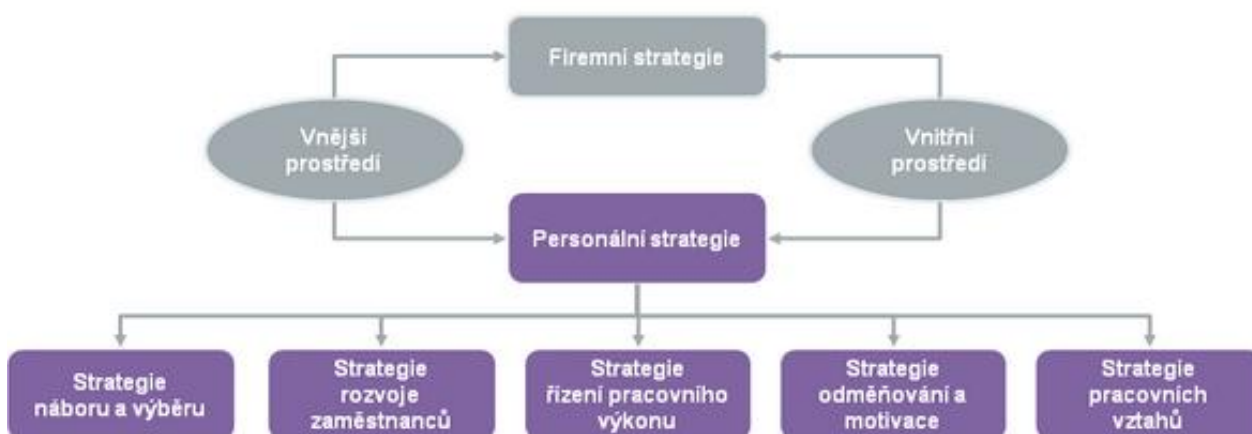 Firemní strategie
Vnější
prostředí
Vnitřní
prostředí
Personální strategie
Strategie
náboru a výběru
Strategie
rozvoje
zaměstnanců
Strategie
řízení pracovního
výkonu
Strategie
odměňování a
motivace
Strategie
pracovních
vztahů